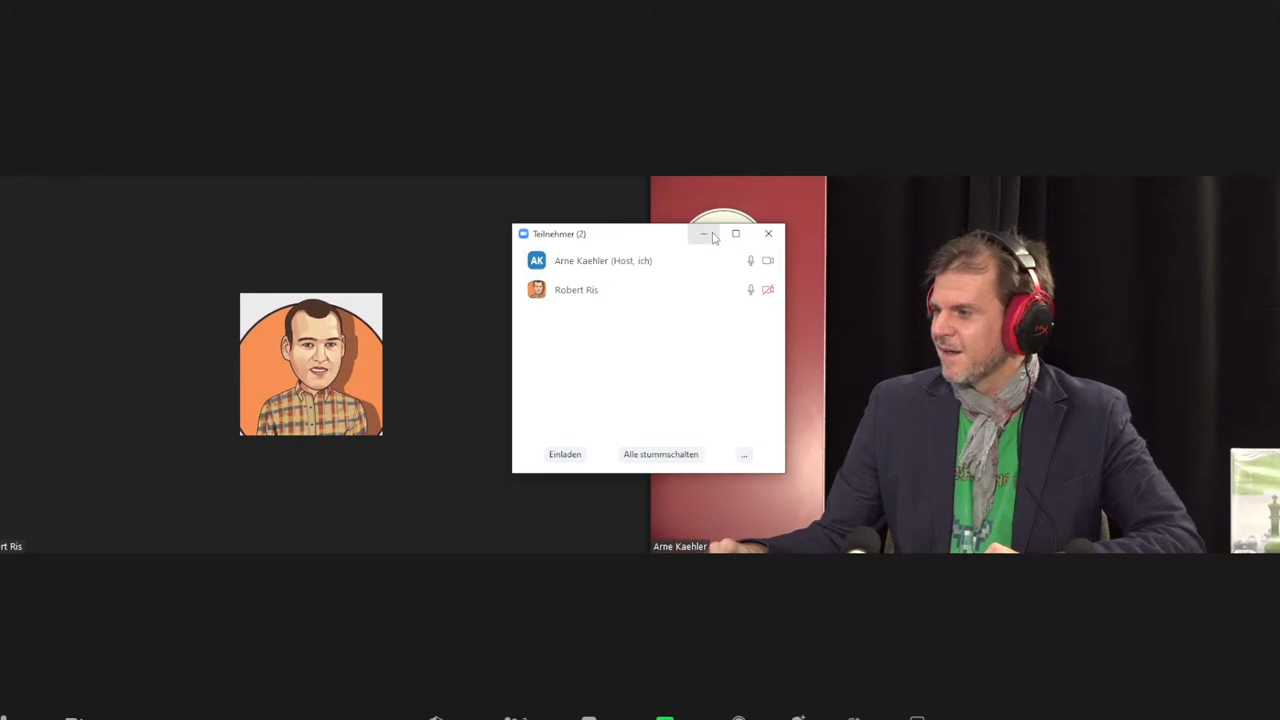 Teilnehmer (2)
AK Arne Kaehler (Host, ich)
Robert Ris
Einladen Alle stummschalten ...
rt Ris
Arne Kaehler